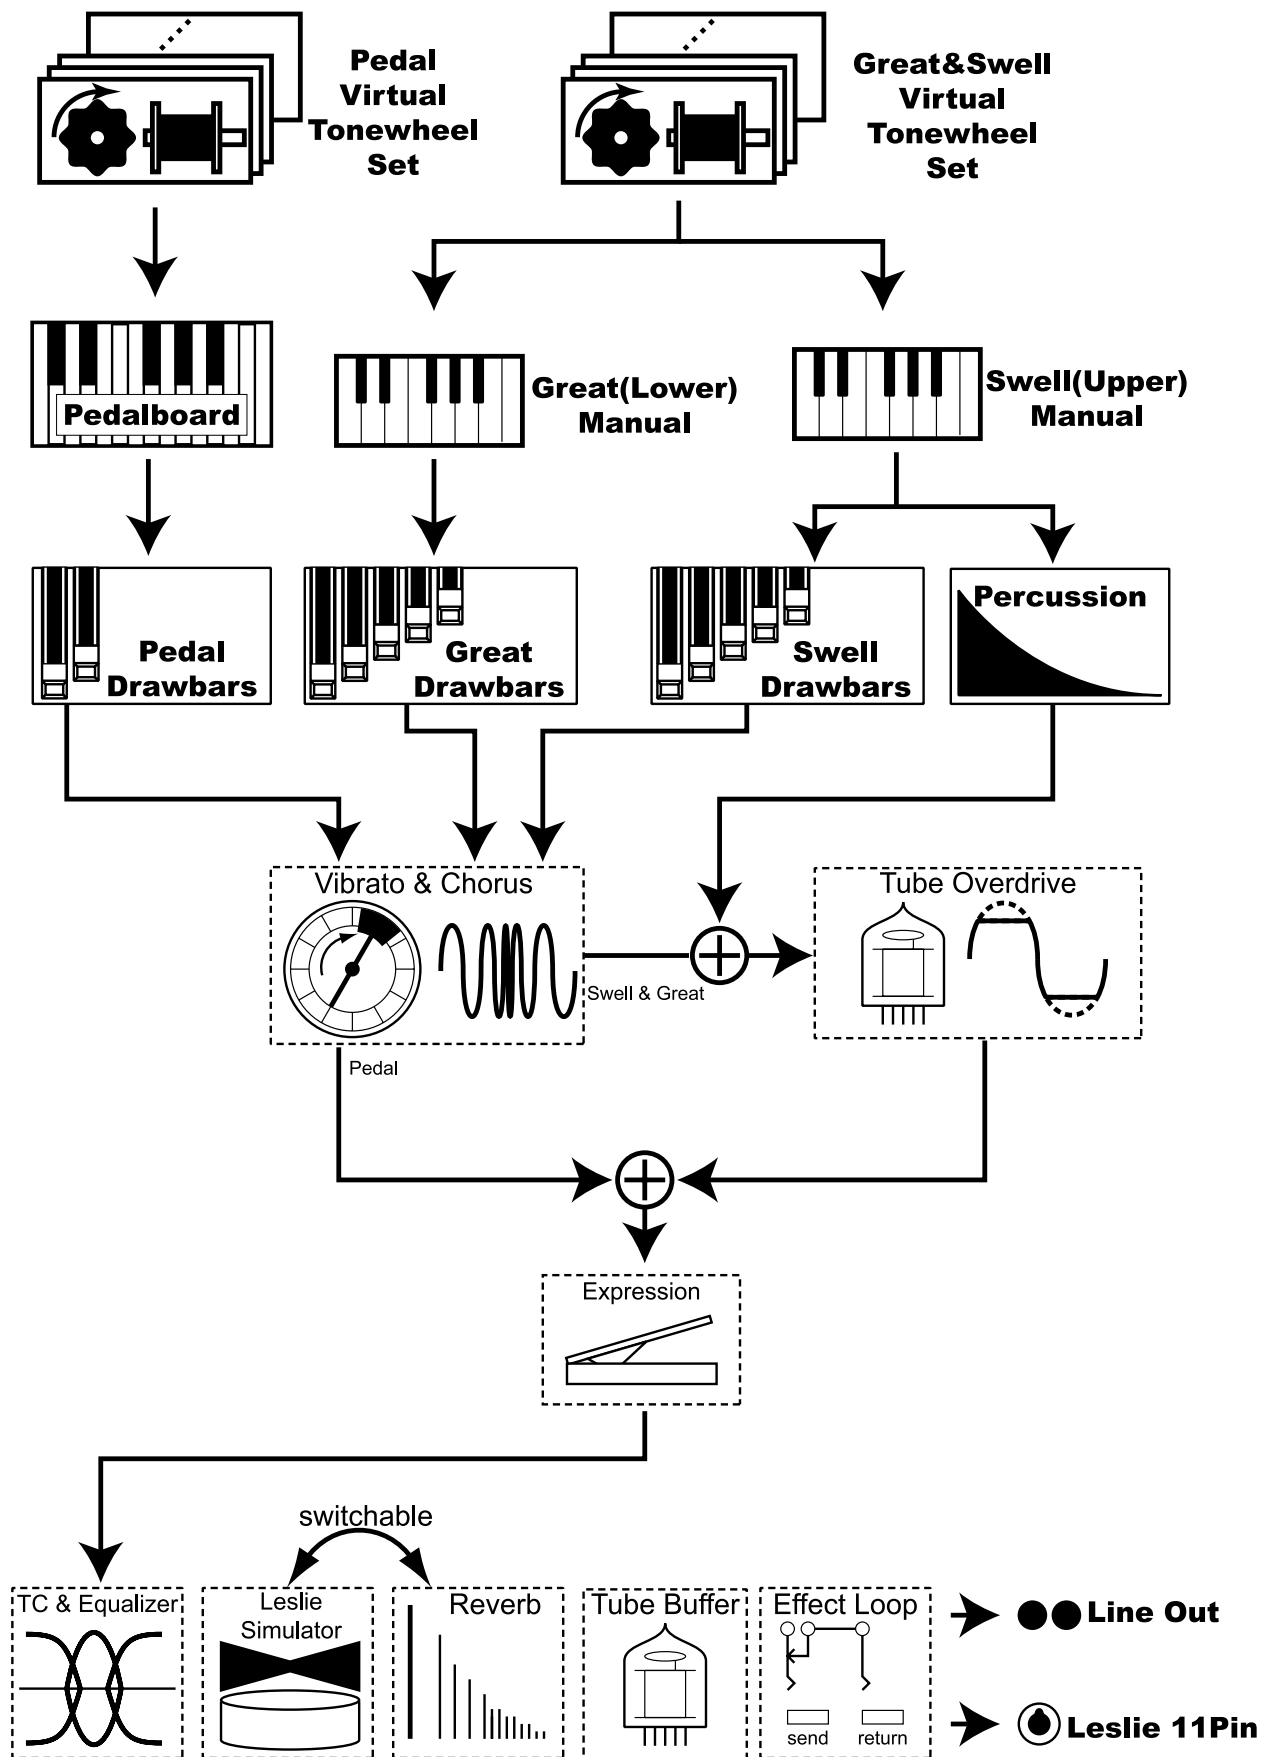 Pedal
Virtual
Tonewheel
Set
Great&Swell
Virtual
Tonewheel
Set
Pedalboard
Great(Lower)
Manual
Swell(Upper)
Manual
Pedal
Drawbars
Great
Drawbars
Swell
Drawbars
Percussion
Vibrato & Chorus
Tube Overdrive
Swell & Great
Pedal
Expression
switchable
TC & Equalizer
Leslie
Simulator
Reverb
Tube Buffer
Effect Loop
send
return
Line Out
Leslie 11Pin